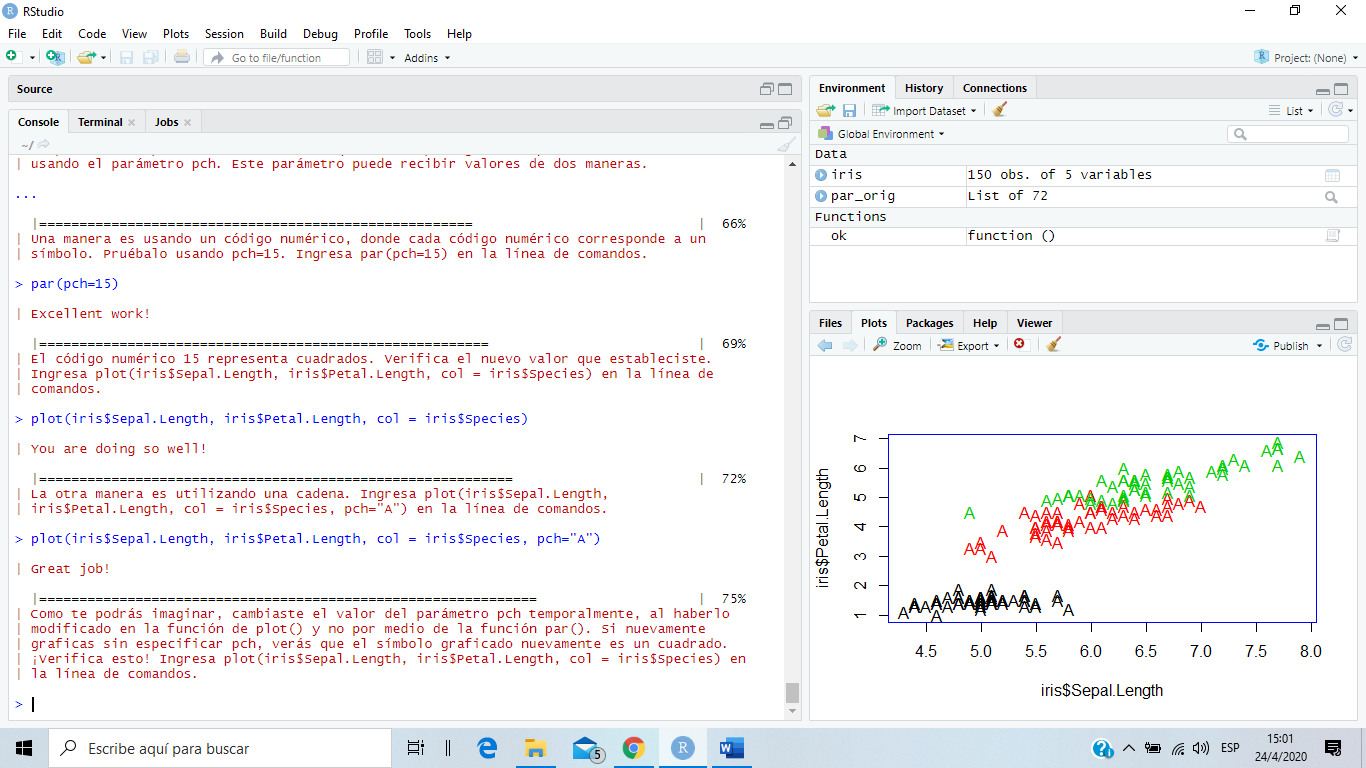 RStudio
File Edit Code View Plots Session Build Debug Profile Tools Help
Go to file/function
Addins
Project: (None)
Source
Console Terminal Jobs
~/
| usando el parámetro pch. Este parámetro puede recibir valores de dos maneras.
...
|=====================================================                            |  66%
| Una manera es usando un código numérico, donde cada código numérico corresponde a un
| símbolo. Pruébalo usando pch=15. Ingresa par(pch=15) en la línea de comandos.
> par(pch=15)
| Excellent work!
|=======================================================                          |  69%
| El código numérico 15 representa cuadrados. Verifica el nuevo valor que estableciste.
| Ingresa plot(iris$Sepal.Length, iris$Petal.Length, col = iris$Species) en la línea de
| comandos.
> plot(iris$Sepal.Length, iris$Petal.Length, col = iris$Species)
| You are doing so well!
|==========================================================                       |  72%
| La otra manera es utilizando una cadena. Ingresa plot(iris$Sepal.Length,
| iris$Petal.Length, col = iris$Species, pch="A") en la línea de comandos.
> plot(iris$Sepal.Length, iris$Petal.Length, col = iris$Species, pch="A")
| Great job!
|=============================================================                    |  75%
| Como te podrás imaginar, cambiaste el valor del parámetro pch temporalmente, al haberlo
| modificado en la función de plot() y no por medio de la función par(). Si nuevamente
| graficas sin especificar pch, verás que el símbolo graficado nuevamente es un cuadrado.
| ¡Verifica esto! Ingresa plot(iris$Sepal.Length, iris$Petal.Length, col = iris$Species) en
| la línea de comandos.
>
Environment History Connections
Import Dataset
List
Global Environment
Data
iris 150 obs. of 5 variables
par_orig List of 72
Functions
ok function ()
Files Plots Packages Help Viewer
Zoom Export Publish
iris$Petal.Length
7
6
5
4
3
2
1
4.5 5.0 5.5 6.0 6.5 7.0 7.5 8.0
iris$Sepal.Length
Escribe aquí para buscar
5
ESP
15:01
24/4/2020